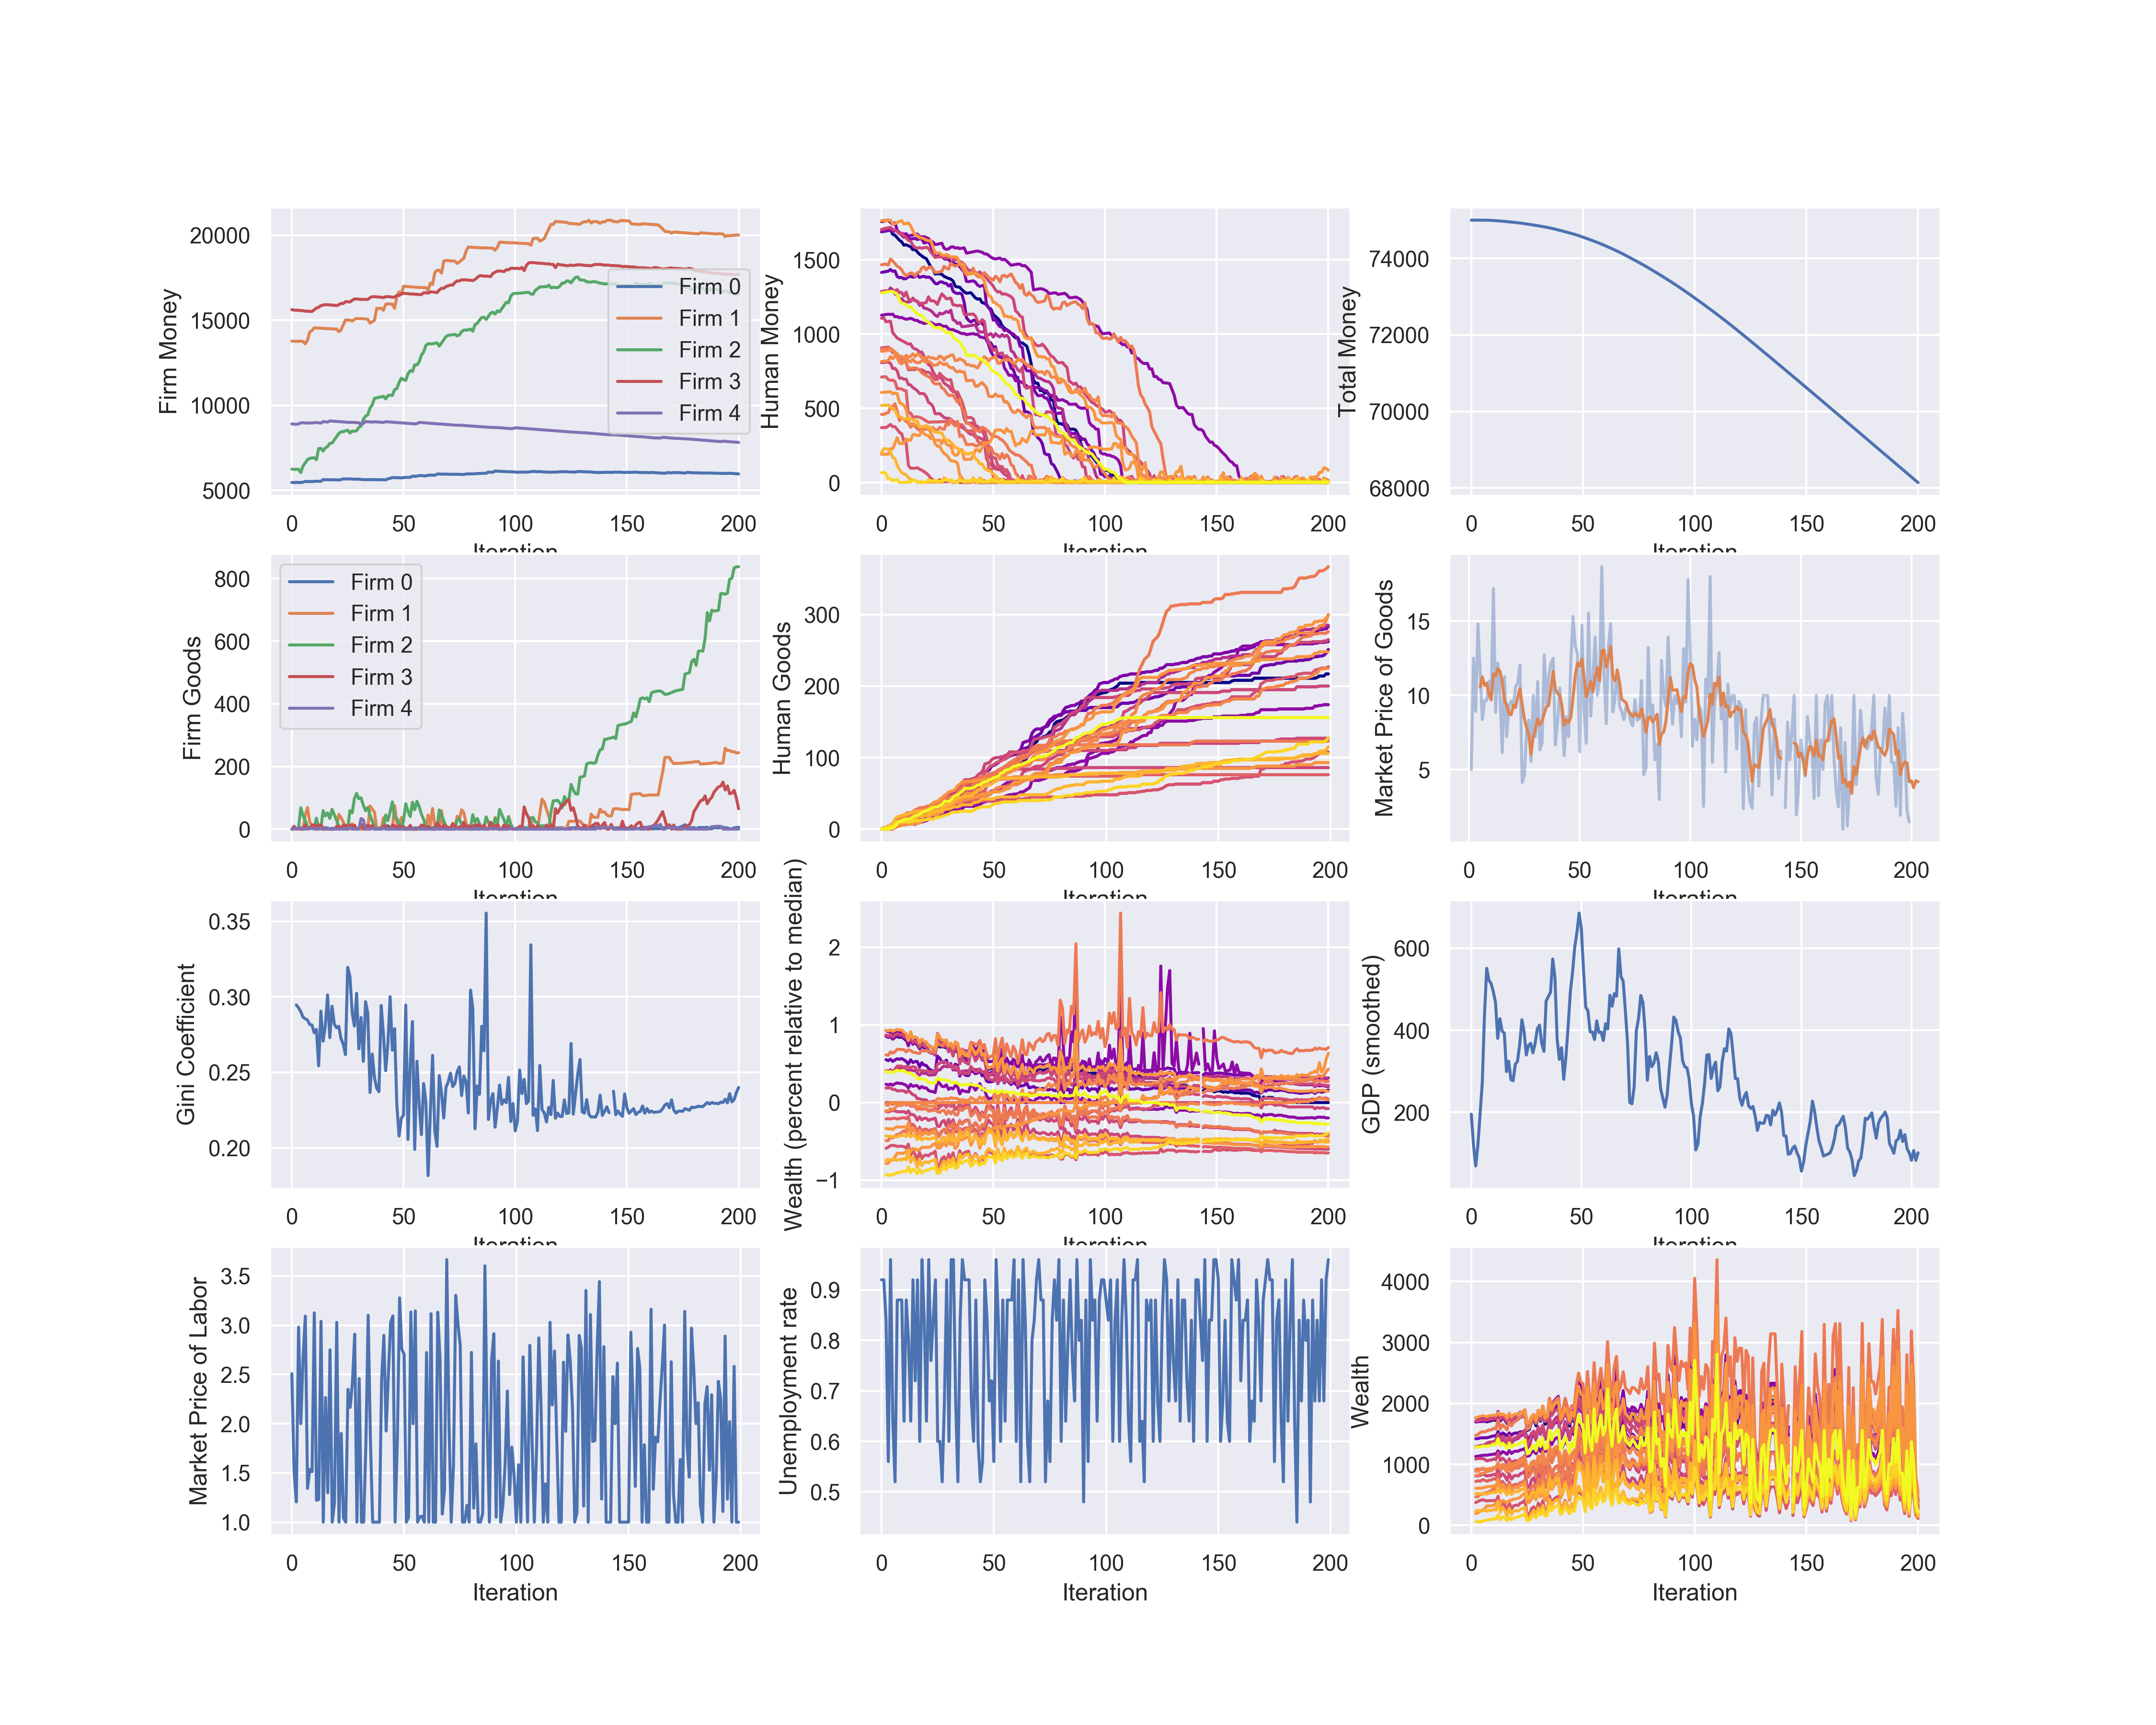 Firm Money
20000
15000
10000
5000
0 50 100 150 200
Iteration
Firm 0
Firm 1
Firm 2
Firm 3
Firm 4
Human Money
1500
1000
500
0
0 50 100 150 200
Iteration
Total Money
74000
72000
70000
68000
0 50 100 150 200
Iteration
Firm Goods
800
600
400
200
0
0 50 100 150 200
Iteration
Firm 0
Firm 1
Firm 2
Firm 3
Firm 4
Human Goods
300
200
100
0
0 50 100 150 200
Iteration
Market Price of Goods
15
10
5
0 50 100 150 200
Iteration
Gini Coefficient
0.35
0.30
0.25
0.20
0 50 100 150 200
Iteration
Wealth (percent relative to median)
2
1
0
−1
0 50 100 150 200
Iteration
GDP (smoothed)
600
400
200
0 50 100 150 200
Iteration
Market Price of Labor
3.5
3.0
2.5
2.0
1.5
1.0
0 50 100 150 200
Iteration
Unemployment rate
0.9
0.8
0.7
0.6
0.5
0 50 100 150 200
Iteration
Wealth
4000
3000
2000
1000
0
0 50 100 150 200
Iteration